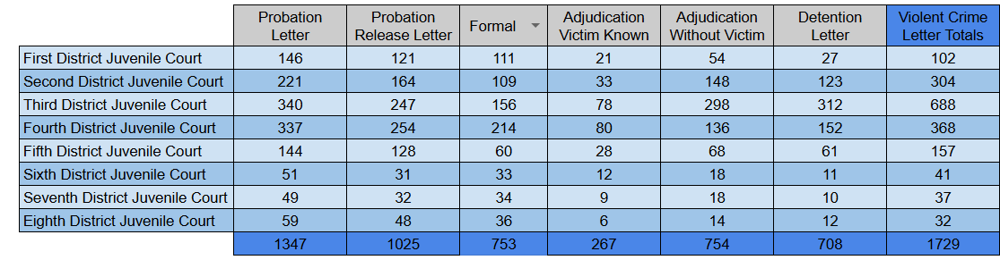 Probation Letter Probation Release Letter Formal Adjudication Victim Known Adjudication Without Victim Detention Letter Violent Crime Letter Totals
First District Juvenile Court 146 121 111 21 54 27 102
Second District Juvenile Court 221 164 109 33 148 123 304
Third District Juvenile Court 340 247 156 78 298 312 688
Fourth District Juvenile Court 337 254 214 80 136 152 368
Fifth District Juvenile Court 144 128 60 28 68 61 157
Sixth District Juvenile Court 51 31 33 12 18 11 41
Seventh District Juvenile Court 49 32 34 9 18 10 37
Eighth District Juvenile Court 59 48 36 6 14 12 32
1347 1025 753 267 754 708 1729